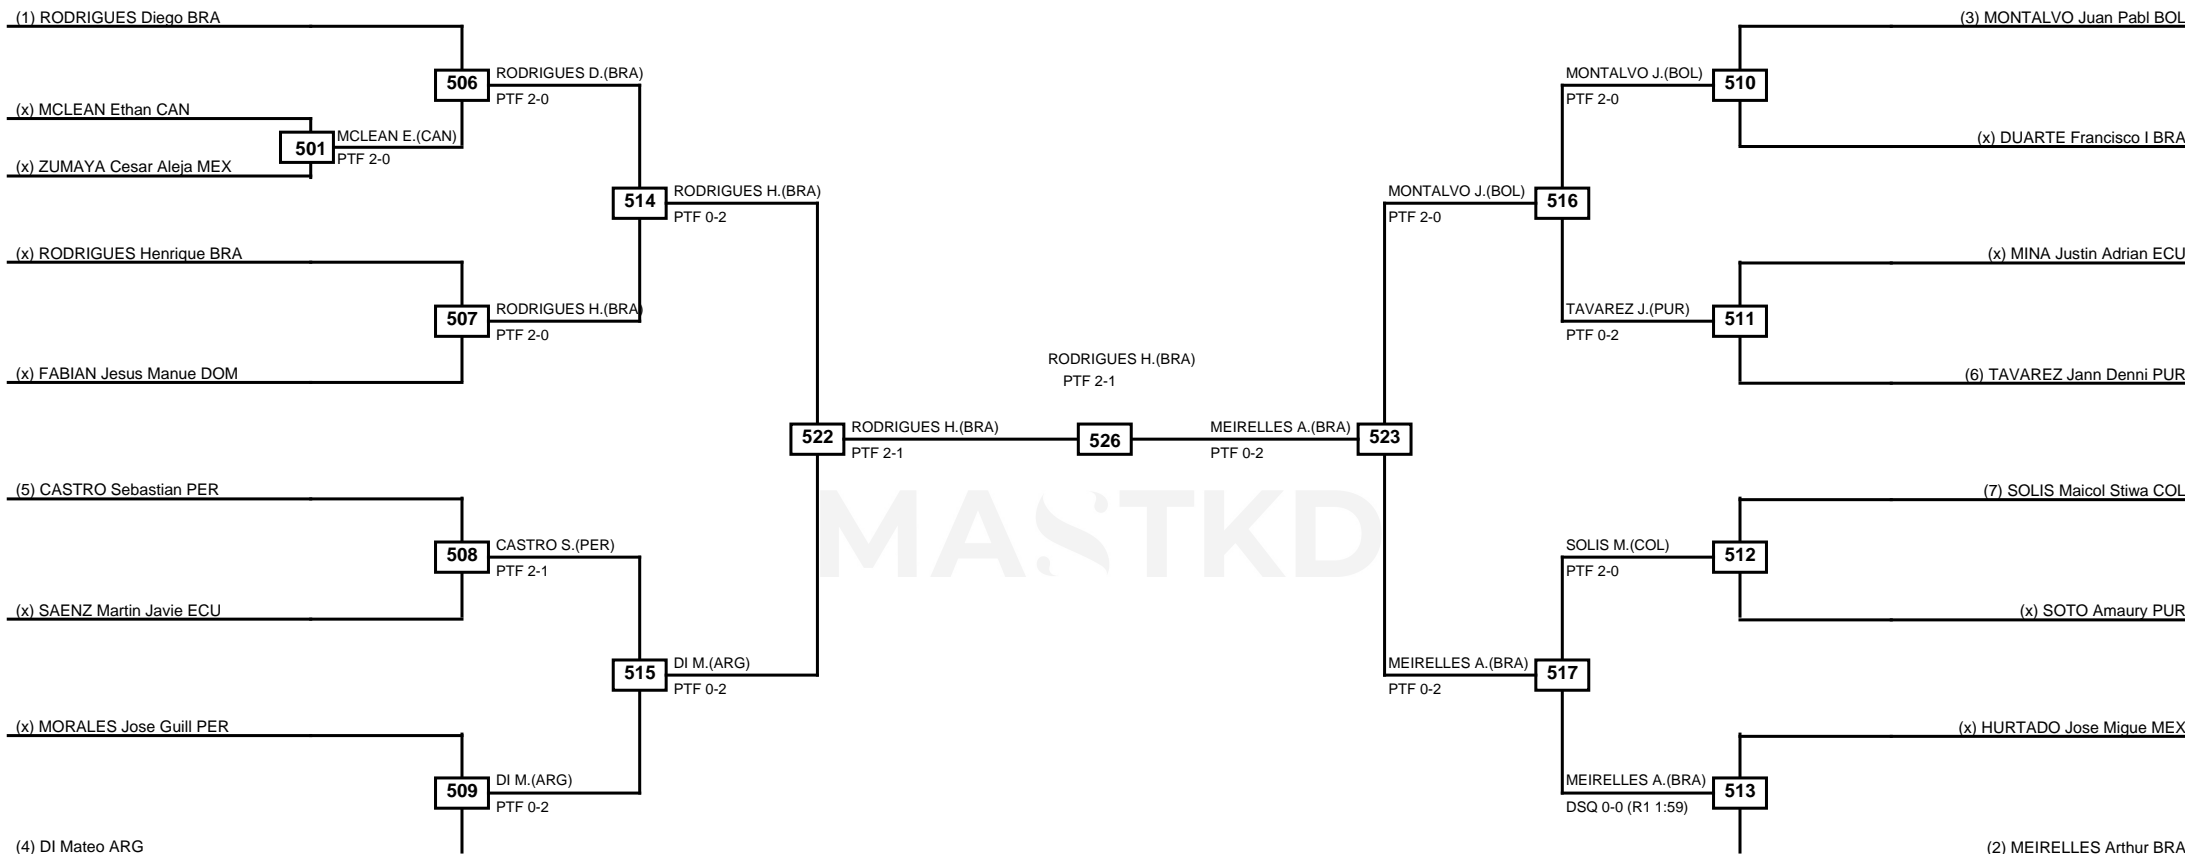 (1) RODRIGUES Diego BRA
506
RODRIGUES D.(BRA)
PTF 2-0
(x) MCLEAN Ethan CAN
501
MCLEAN E.(CAN)
PTF 2-0
(x) ZUMAYA Cesar Aleja MEX
514
RODRIGUES H.(BRA)
PTF 0-2
(x) RODRIGUES Henrique BRA
507
RODRIGUES H.(BRA)
PTF 2-0
(x) FABIAN Jesus Manue DOM
522
RODRIGUES H.(BRA)
PTF 2-1
(5) CASTRO Sebastian PER
508
CASTRO S.(PER)
PTF 2-1
(x) SAENZ Martin Javie ECU
515
DI M.(ARG)
PTF 0-2
(x) MORALES Jose Guill PER
509
DI M.(ARG)
PTF 0-2
(4) DI Mateo ARG
RODRIGUES H.(BRA)
PTF 2-1
526
MASTKD
(3) MONTALVO Juan Pabl BOL
MONTALVO J.(BOL)
510
PTF 2-0
(x) DUARTE Francisco I BRA
MONTALVO J.(BOL)
516
PTF 2-0
(x) MINA Justin Adrian ECU
TAVAREZ J.(PUR)
511
PTF 0-2
(6) TAVAREZ Jann Denni PUR
MEIRELLES A.(BRA)
523
PTF 0-2
(7) SOLIS Maicol Stiwa COL
SOLIS M.(COL)
512
PTF 2-0
(x) SOTO Amaury PUR
MEIRELLES A.(BRA)
517
PTF 0-2
(x) HURTADO Jose Migue MEX
MEIRELLES A.(BRA)
513
DSQ 0-0 (R1 1:59)
(2) MEIRELLES Arthur BRA